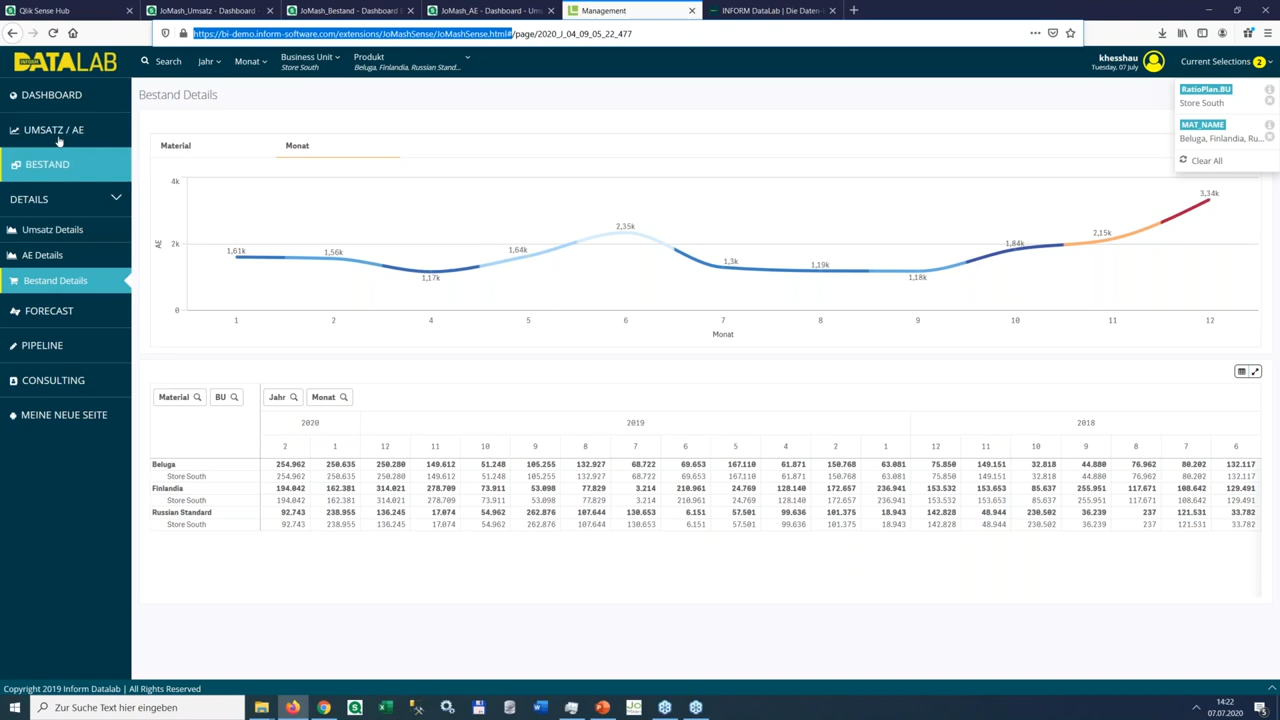 Qlik Sense Hub
JoMash_Umsatz - Dashboard -
JoMash_Bestand - Dashboard
JoMash_AE - Dashboard - Ums
Management
INFORM DataLab | Die Daten-
https://bi-demo.inform-software.com/extensions/JoMashSense/JoMashSense.html#/page/2020_J_04_09_05_22_477
INFORM DATALAB
Search
Jahr
Monat
Business Unit
Store South
Produkt
Beluga, Finlandia, Russian Stand...
khesshau
Tuesday, 07 July
Current Selections 2
DASHBOARD
UMSATZ / AE
BESTAND
DETAILS
Umsatz Details
AE Details
Bestand Details
FORECAST
PIPELINE
CONSULTING
MEINE NEUE SEITE
Bestand Details
RatioPlan.BU
Store South
MAT_NAME
Beluga, Finlandia, Ru...
Clear All
Material Monat
4k
2k
0
AE
1,61k 1,56k 1,17k 1,64k 2,35k 1,3k 1,19k 1,18k 1,84k 2,15k 3,34k
1 2 4 5 6 7 8 9 10 11 12
Monat
Material BU Jahr Monat
2020 2019 2018
2 1 12 11 10 9 8 7 6 5 4 2 1 12 11 10 9 8 7 6
Beluga 254.962 250.635 250.280 149.612 51.248 105.255 132.927 68.722 69.653 167.110 61.871 150.768 63.081 75.850 149.151 32.818 44.880 76.962 80.202 132.117
Store South 254.962 250.635 250.280 149.612 51.248 105.255 132.927 68.722 69.653 167.110 61.871 150.768 63.081 75.850 149.151 32.818 44.880 76.962 80.202 132.117
Finlandia 194.042 162.381 314.021 278.709 73.911 53.098 77.829 3.214 210.961 24.769 128.140 172.657 236.941 153.532 153.653 85.637 255.951 117.067 108.642 129.491
Store South 194.042 162.381 314.021 278.709 73.911 53.098 77.829 3.214 210.961 24.769 128.140 172.657 236.941 153.532 153.653 85.637 255.951 117.067 108.642 129.491
Russian Standard 92.743 238.955 136.245 17.074 54.962 262.876 107.644 130.653 6.151 57.501 99.636 101.375 18.943 142.828 48.944 230.502 36.239 237 121.531 33.782
Store South 92.743 238.955 136.245 17.074 54.962 262.876 107.644 130.653 6.151 57.501 99.636 101.375 18.943 142.828 48.944 230.502 36.239 237 121.531 33.782
Copyright 2019 Inform Datalab | All Rights Reserved
Zur Suche Text hier eingeben
14:22
07.07.2020